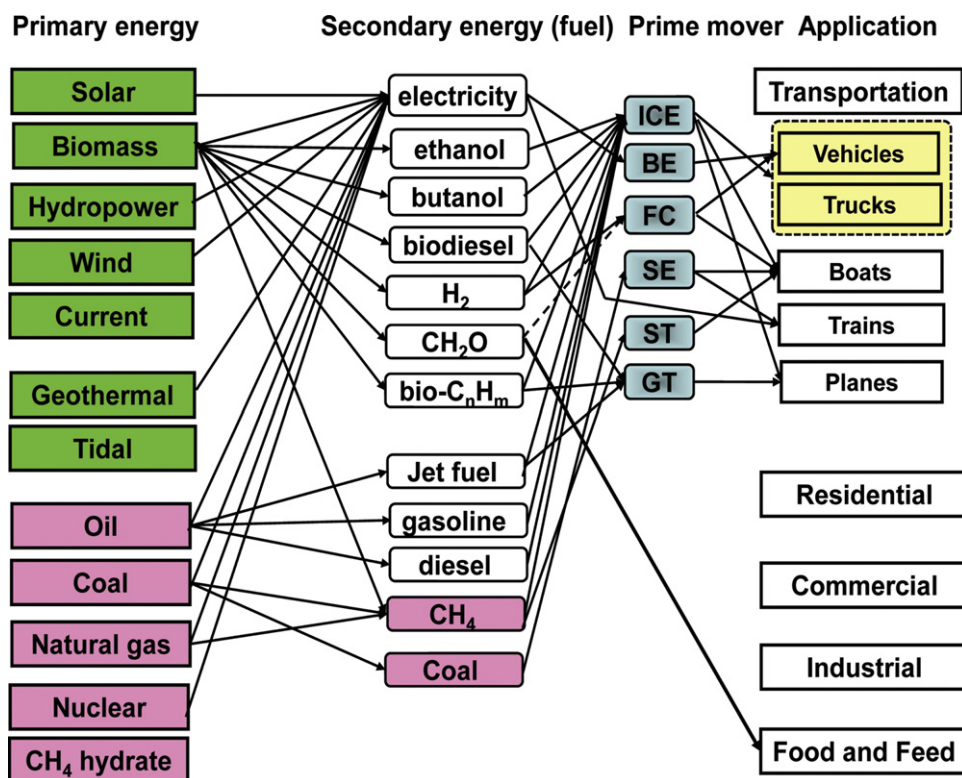 Primary energy
Secondary energy (fuel)
Prime mover
Application
Solar
Biomass
Hydropower
Wind
Current
Geothermal
Tidal
Oil
Coal
Natural gas
Nuclear
CH₄ hydrate
electricity
ethanol
butanol
biodiesel
H₂
CH₂O
bio-CₙHₘ
Jet fuel
gasoline
diesel
CH₄
Coal
ICE
BE
FC
SE
ST
GT
Transportation
Vehicles
Trucks
Boats
Trains
Planes
Residential
Commercial
Industrial
Food and Feed